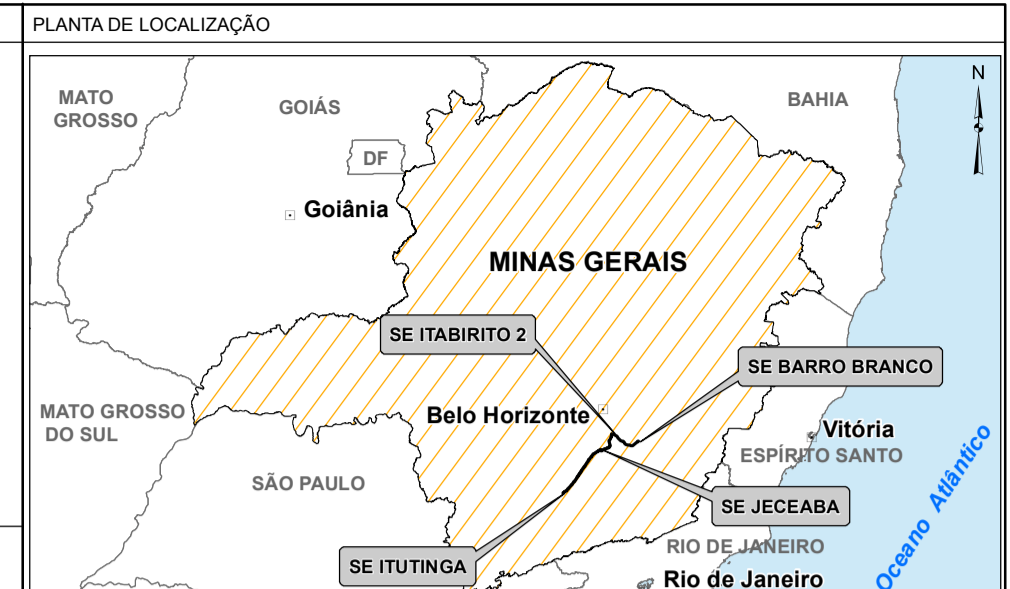 PLANTA DE LOCALIZAÇÃO
N
MATO
GROSSO
GOIÁS
BAHIA
DF
Goiânia
MINAS GERAIS
SE ITABIRITO 2
SE BARRO BRANCO
MATO GROSSO
DO SUL
Belo Horizonte
Vitória
ESPÍRITO SANTO
SÃO PAULO
SE JECEABA
Oceano Atlântico
RIO DE JANEIRO
SE ITUTINGA
Rio de Janeiro